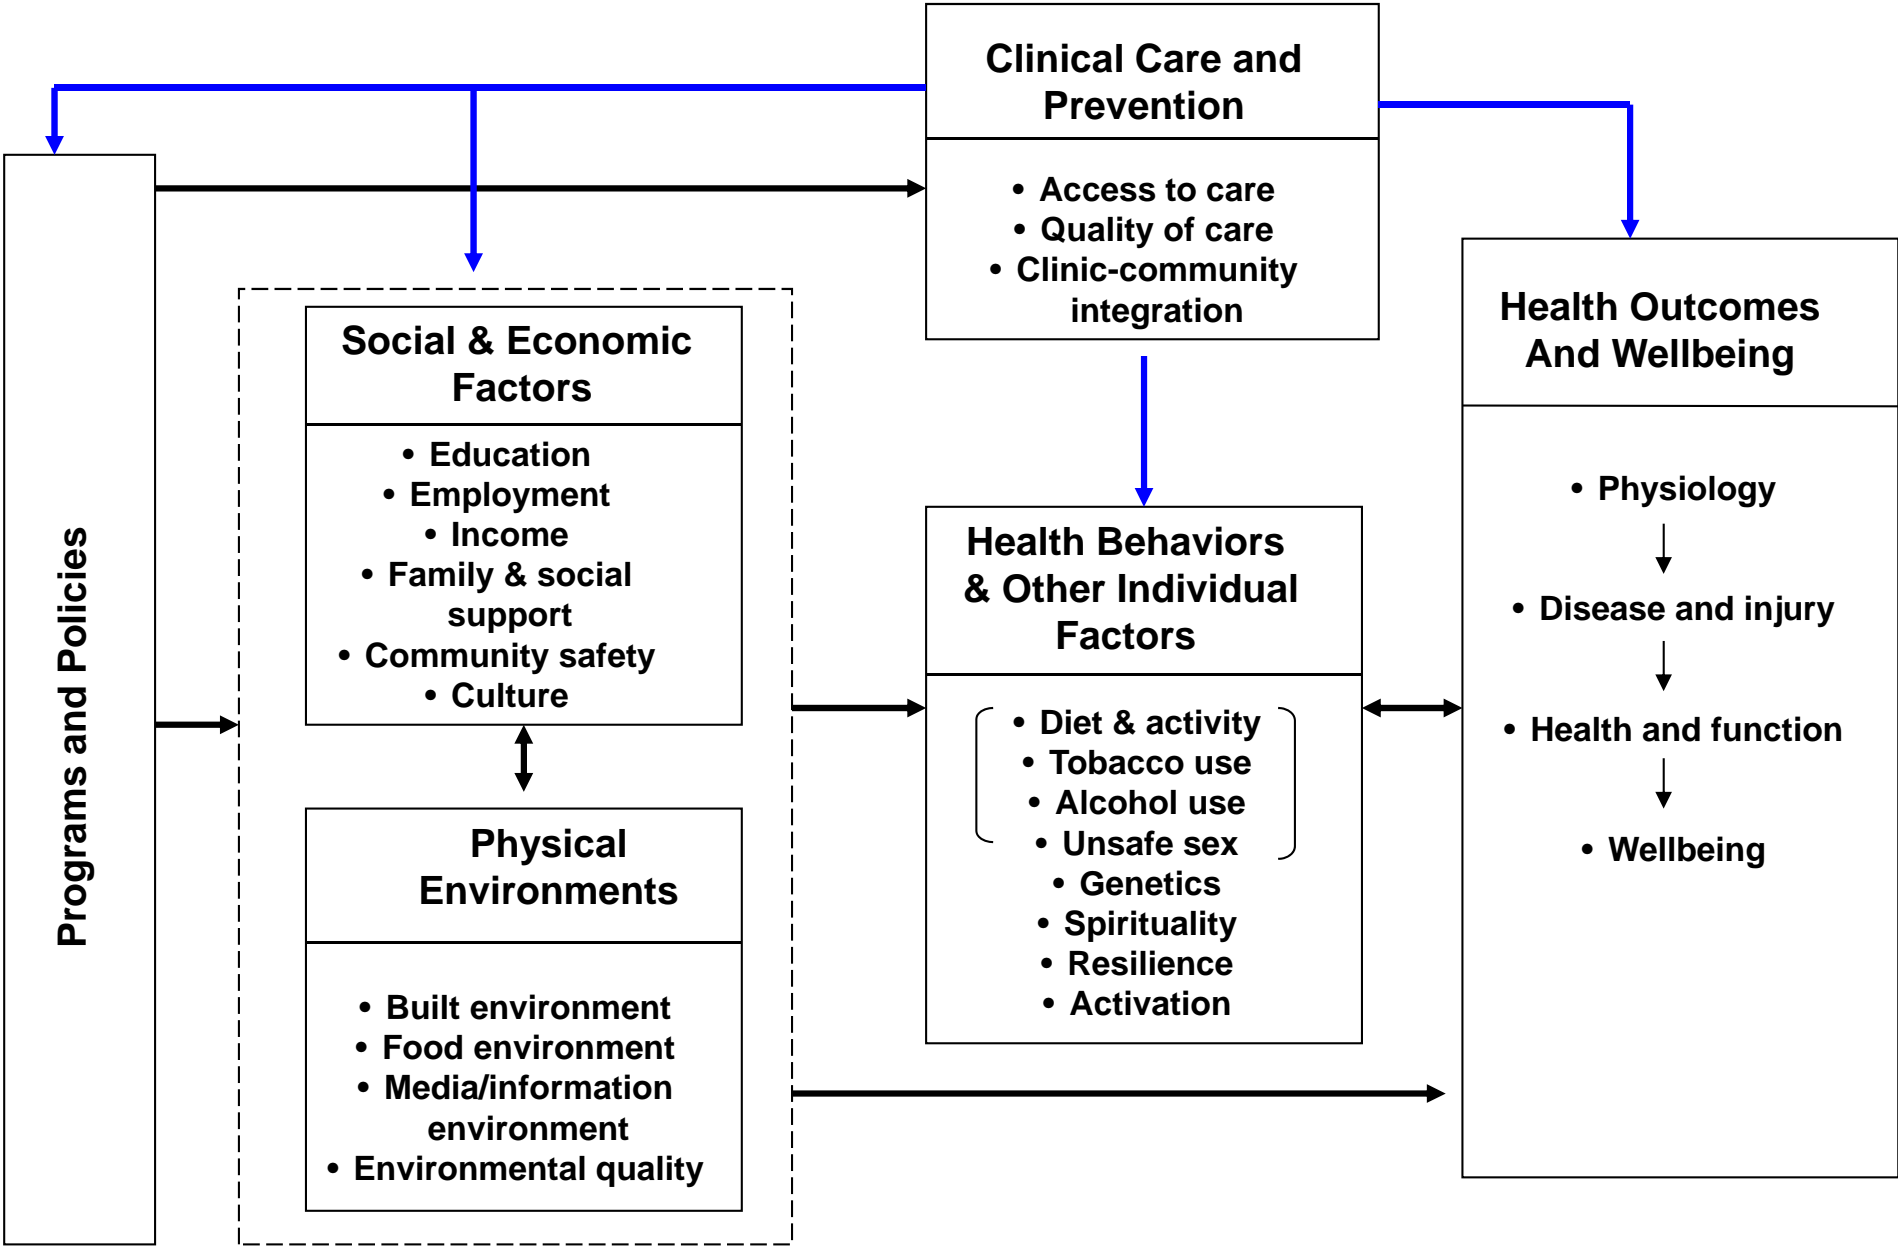 Programs and Policies
Clinical Care and
Prevention
• Access to care
• Quality of care
• Clinic-community
integration
Social & Economic
Factors
• Education
• Employment
• Income
• Family & social
support
• Community safety
• Culture
Physical
Environments
• Built environment
• Food environment
• Media/information
environment
• Environmental quality
Health Behaviors
& Other Individual
Factors
• Diet & activity
• Tobacco use
• Alcohol use
• Unsafe sex
• Genetics
• Spirituality
• Resilience
• Activation
Health Outcomes
And Wellbeing
• Physiology
• Disease and injury
• Health and function
• Wellbeing